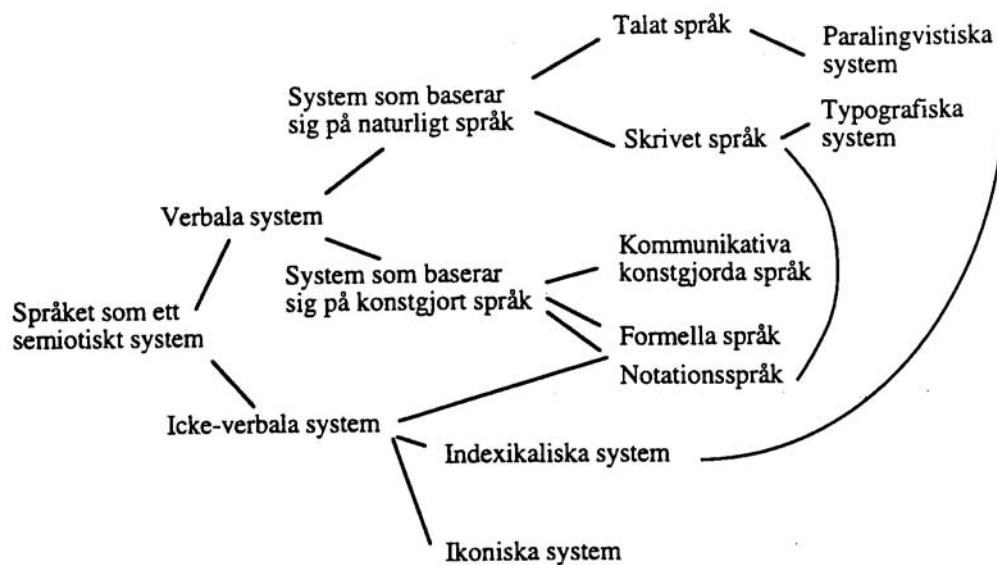 Talat språk
Paralingvistiska
system
System som baserar
sig på naturligt språk
Typografiska
system
Skrivet språk
Verbala system
Kommunikativa
konstgjorda språk
System som baserar
sig på konstgjort språk
Språket som ett
semiotiskt system
Formella språk
Notationsspråk
Icke-verbala system
Indexikaliska system
Ikoniska system